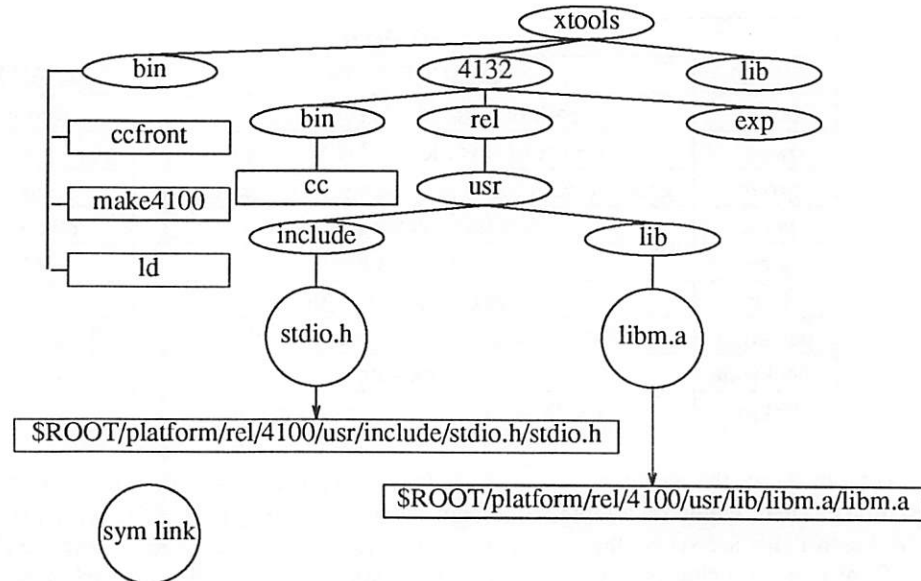 xtools
bin
4132
lib
bin
rel
exp
ccfront
cc
usr
make4100
include
lib
ld
stdio.h
libm.a
$ROOT/platform/rel/4100/usr/include/stdio.h/stdio.h
$ROOT/platform/rel/4100/usr/lib/libm.a/libm.a
sym link